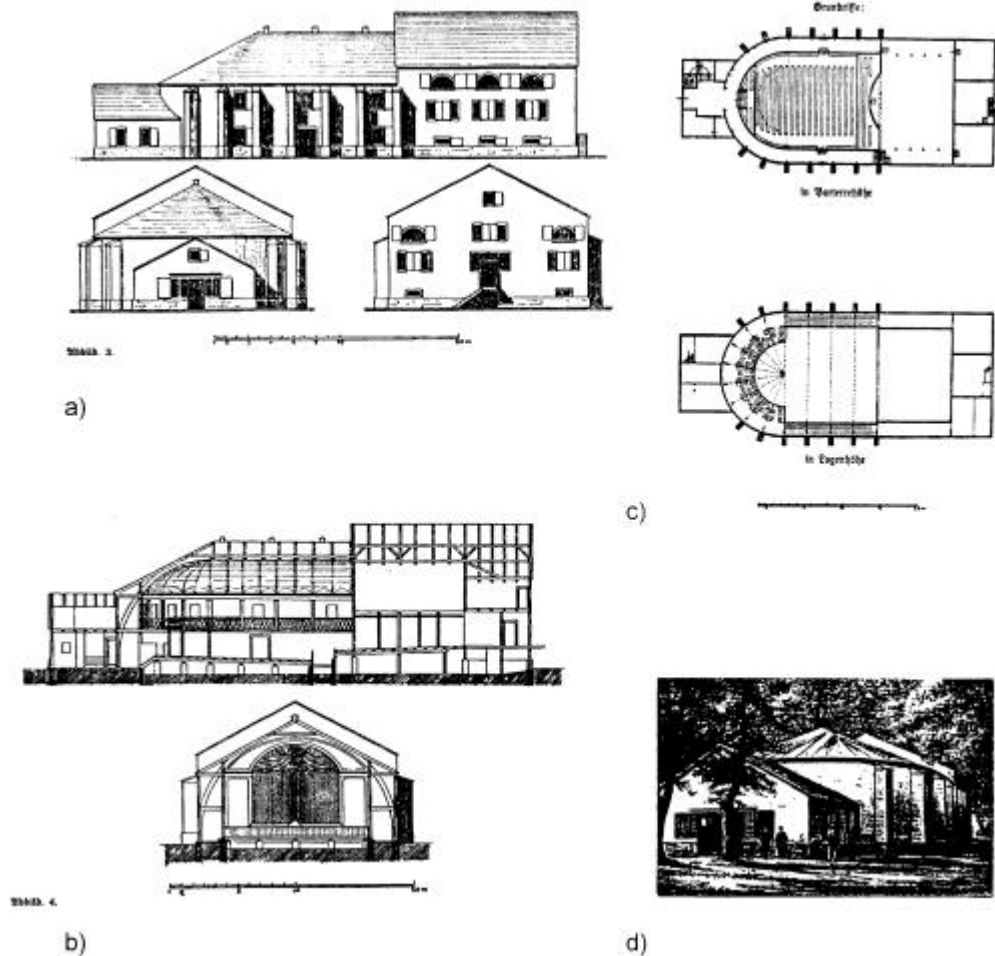 Grundrisse:
in Parterrehöhe
Abbild. 3.
a)
in Logenhöhe
c)
Abbild. 4.
b)
d)